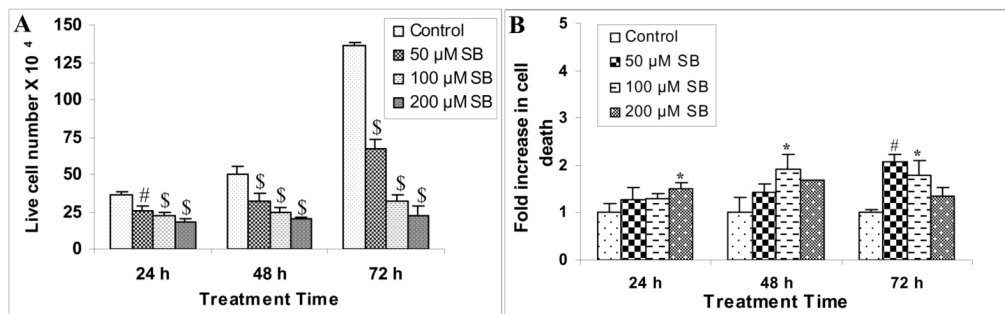 A
Live cell number X 10 4
150
125
100
75
50
25
0
Control
50 µM SB
100 µM SB
200 µM SB
# $ $
$ $ $
$ $ $
24 h 48 h 72 h
Treatment Time
B
Fold increase in cell
death
5
4
3
2
1
0
Control
50 µM SB
100 µM SB
200 µM SB
*
*
# *
24 h 48 h 72 h
Treatment Time